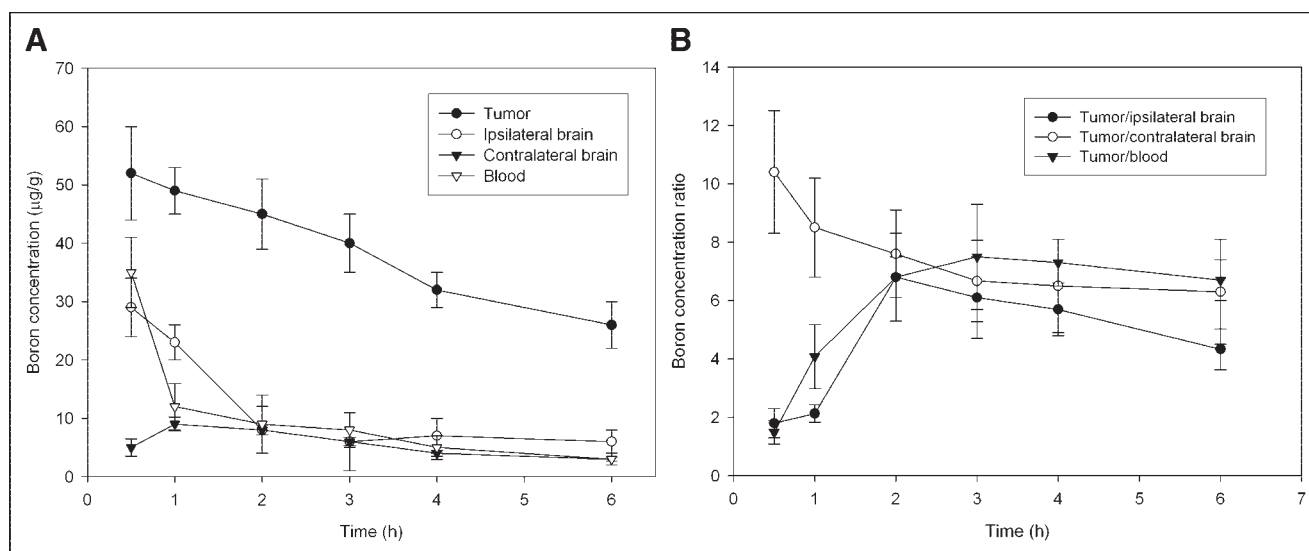 A
70
60
50
40
30
20
10
0
Boron concentration (µg/g)
0 1 2 3 4 5 6
Time (h)
Tumor
Ipsilateral brain
Contralateral brain
Blood
B
14
12
10
8
6
4
2
0
Boron concentration ratio
0 1 2 3 4 5 6 7
Time (h)
Tumor/ipsilateral brain
Tumor/contralateral brain
Tumor/blood